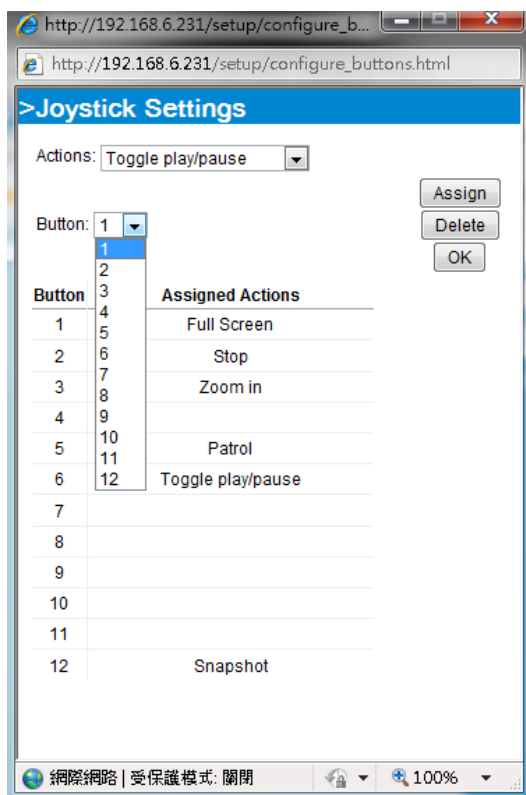 http://192.168.6.231/setup/configure_b...
http://192.168.6.231/setup/configure_buttons.html
>Joystick Settings
Actions: Toggle play/pause
Assign
Button: 1
Delete
OK
1
2
3
4
5
6
7
8
9
10
11
12
Button Assigned Actions
1 Full Screen
2 Stop
3 Zoom in
4
5 Patrol
6 Toggle play/pause
7
8
9
10
11
12 Snapshot
網際網路 | 受保護模式: 關閉 100%